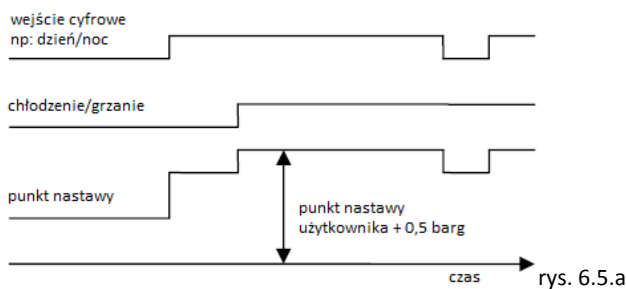 wejście cyfrowe
np: dzień/noc
chłodzenie/grzanie
punkt nastawy
punkt nastawy
użytkownika + 0,5 barg
czas
rys. 6.5.a